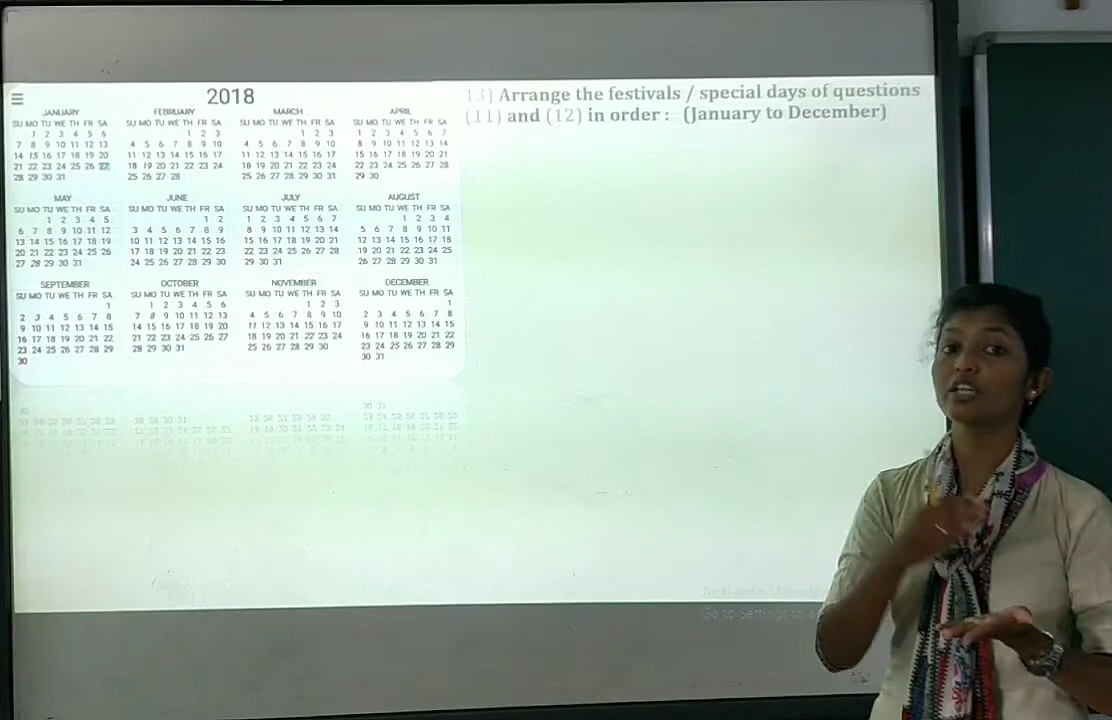 2018
13) Arrange the festivals / special days of questions
(11) and (12) in order : (January to December)
JANUARY
SU MO TU WE TH FR SA
1 2 3 4 5 6
7 8 9 10 11 12 13
14 15 16 17 18 19 20
21 22 23 24 25 26 27
28 29 30 31
FEBRUARY
SU MO TU WE TH FR SA
1 2 3
4 5 6 7 8 9 10
11 12 13 14 15 16 17
18 19 20 21 22 23 24
25 26 27 28
MARCH
SU MO TU WE TH FR SA
1 2 3
4 5 6 7 8 9 10
11 12 13 14 15 16 17
18 19 20 21 22 23 24
25 26 27 28 29 30 31
APRIL
SU MO TU WE TH FR SA
1 2 3 4 5 6 7
8 9 10 11 12 13 14
15 16 17 18 19 20 21
22 23 24 25 26 27 28
29 30
MAY
SU MO TU WE TH FR SA
1 2 3 4 5
6 7 8 9 10 11 12
13 14 15 16 17 18 19
20 21 22 23 24 25 26
27 28 29 30 31
JUNE
SU MO TU WE TH FR SA
1 2
3 4 5 6 7 8 9
10 11 12 13 14 15 16
17 18 19 20 21 22 23
24 25 26 27 28 29 30
JULY
SU MO TU WE TH FR SA
1 2 3 4 5 6 7
8 9 10 11 12 13 14
15 16 17 18 19 20 21
22 23 24 25 26 27 28
29 30 31
AUGUST
SU MO TU WE TH FR SA
1 2 3 4
5 6 7 8 9 10 11
12 13 14 15 16 17 18
19 20 21 22 23 24 25
26 27 28 29 30 31
SEPTEMBER
SU MO TU WE TH FR SA
1
2 3 4 5 6 7 8
9 10 11 12 13 14 15
16 17 18 19 20 21 22
23 24 25 26 27 28 29
30
OCTOBER
SU MO TU WE TH FR SA
1 2 3 4 5 6
7 8 9 10 11 12 13
14 15 16 17 18 19 20
21 22 23 24 25 26 27
28 29 30 31
NOVEMBER
SU MO TU WE TH FR SA
1 2 3
4 5 6 7 8 9 10
11 12 13 14 15 16 17
18 19 20 21 22 23 24
25 26 27 28 29 30
DECEMBER
SU MO TU WE TH FR SA
1
2 3 4 5 6 7 8
9 10 11 12 13 14 15
16 17 18 19 20 21 22
23 24 25 26 27 28 29
30 31
Go to Settings to